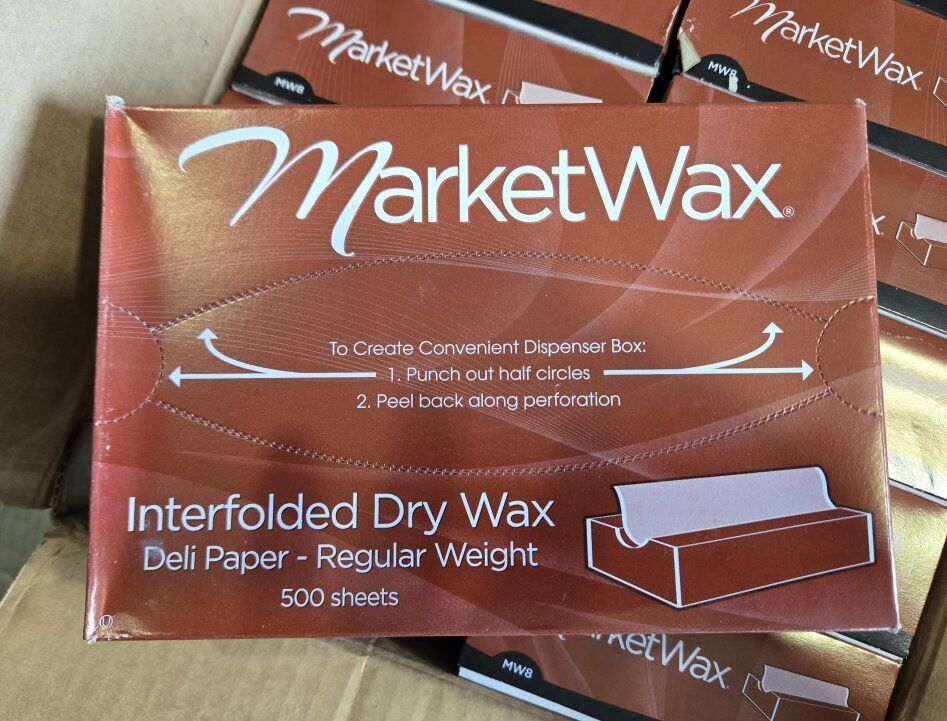 MarketWax
MW8
MarketWax
MW8
MarketWax®
To Create Convenient Dispenser Box:
1. Punch out half circles
2. Peel back along perforation
Interfolded Dry Wax
Deli Paper - Regular Weight
500 sheets
U
MarketWax
MW8